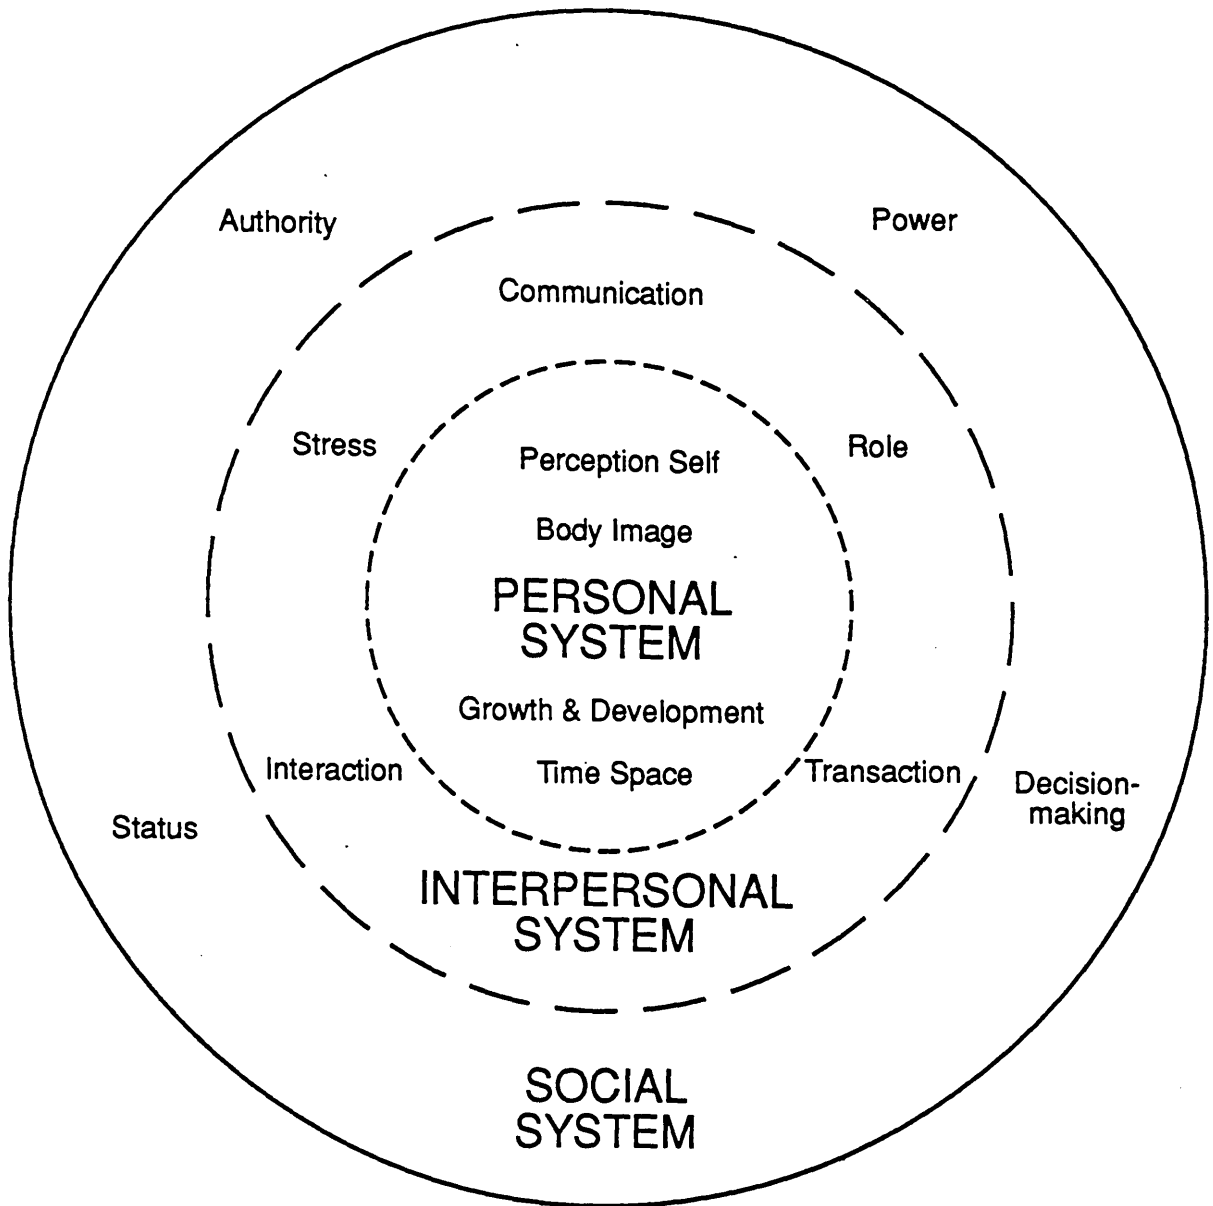 Authority
Power
Communication
Stress
Role
Perception Self
Body Image
PERSONAL
SYSTEM
Growth & Development
Interaction
Time Space
Transaction
Decision-
making
Status
INTERPERSONAL
SYSTEM
SOCIAL
SYSTEM